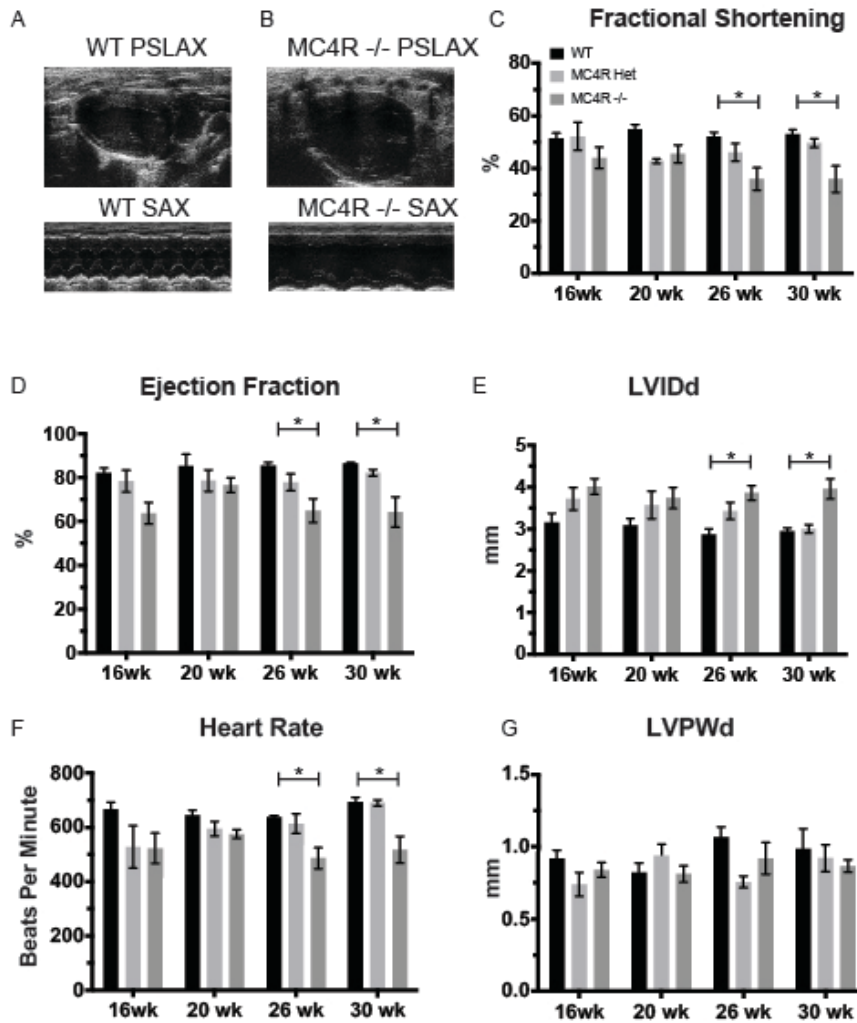 A
WT PSLAX
WT SAX
B
MC4R -/- PSLAX
MC4R -/- SAX
C
Fractional Shortening
WT
MC4R Het
MC4R -/-
*
*
80
60
40
20
0
%
16wk 20 wk 26 wk 30 wk
D
Ejection Fraction
*
*
100
80
60
40
20
0
%
16wk 20 wk 26 wk 30 wk
E
LVIDd
*
*
5
4
3
2
1
0
mm
16wk 20 wk 26 wk 30 wk
F
Heart Rate
*
*
800
600
400
200
0
Beats Per Minute
16wk 20 wk 26 wk 30 wk
G
LVPWd
1.5
1.0
0.5
0.0
mm
16wk 20 wk 26 wk 30 wk